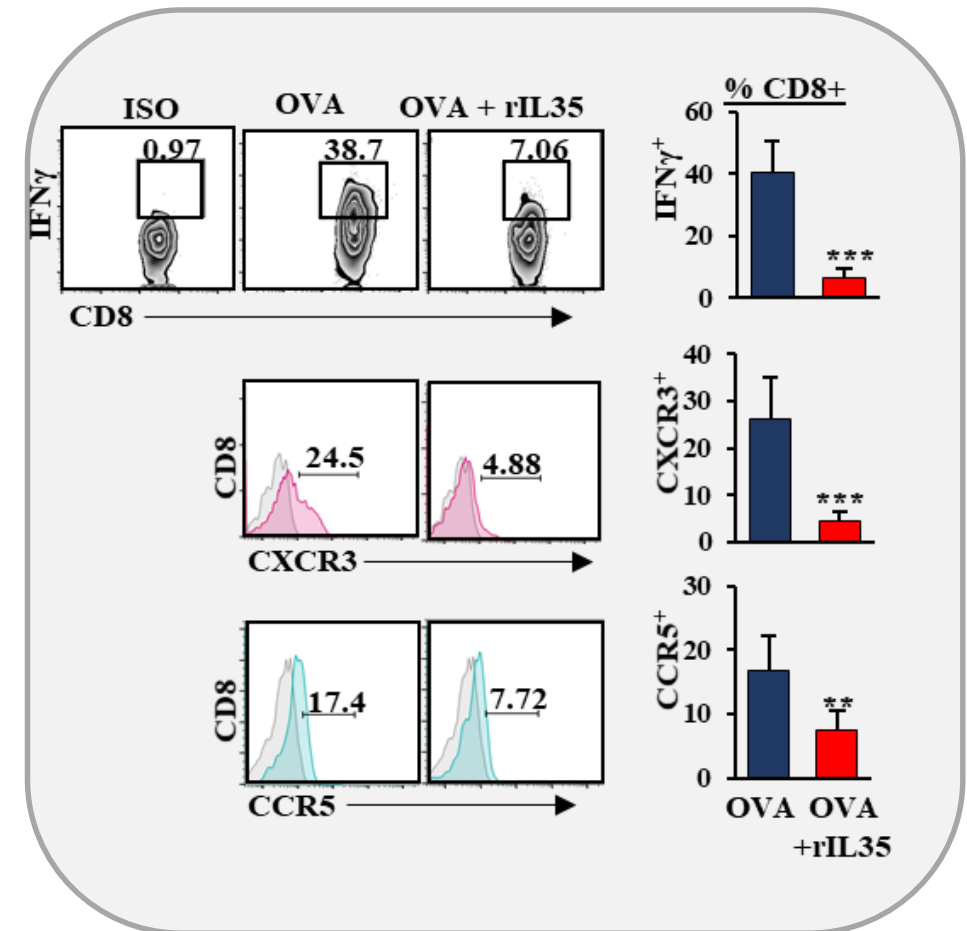 ISO OVA OVA + rIL35 % CD8+
0.97 38.7 7.06
IFNγ
CD8
IFNγ⁺
60
40
20
0
***
24.5 4.88
CD8
CXCR3
CXCR3⁺
40
30
20
10
0
***
17.4 7.72
CD8
CCR5
CCR5⁺
30
20
10
0
**
OVA OVA
+rIL35